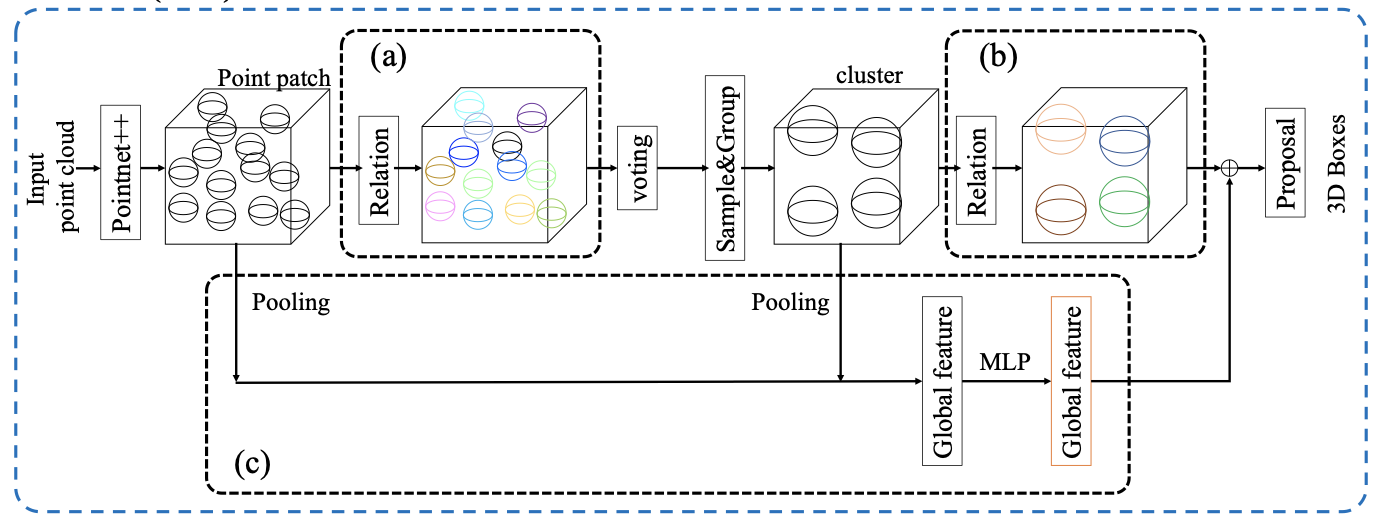 Input
point cloud
Pointnet++
Point patch
(a)
Relation
voting
Sample&Group
cluster
(b)
Relation
Proposal
3D Boxes
Pooling
Pooling
Global feature
MLP
Global feature
(c)